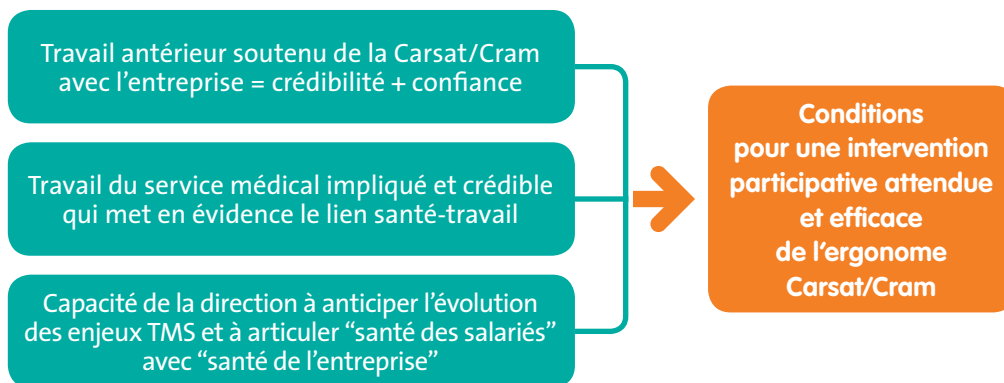 Travail antérieur soutenu de la Carsat/Cram
avec l’entreprise = crédibilité + confiance
Travail du service médical impliqué et crédible
qui met en évidence le lien santé-travail
Capacité de la direction à anticiper l’évolution
des enjeux TMS et à articuler “santé des salariés”
avec “santé de l’entreprise”
Conditions
pour une intervention
participative attendue
et efficace
de l’ergonome
Carsat/Cram